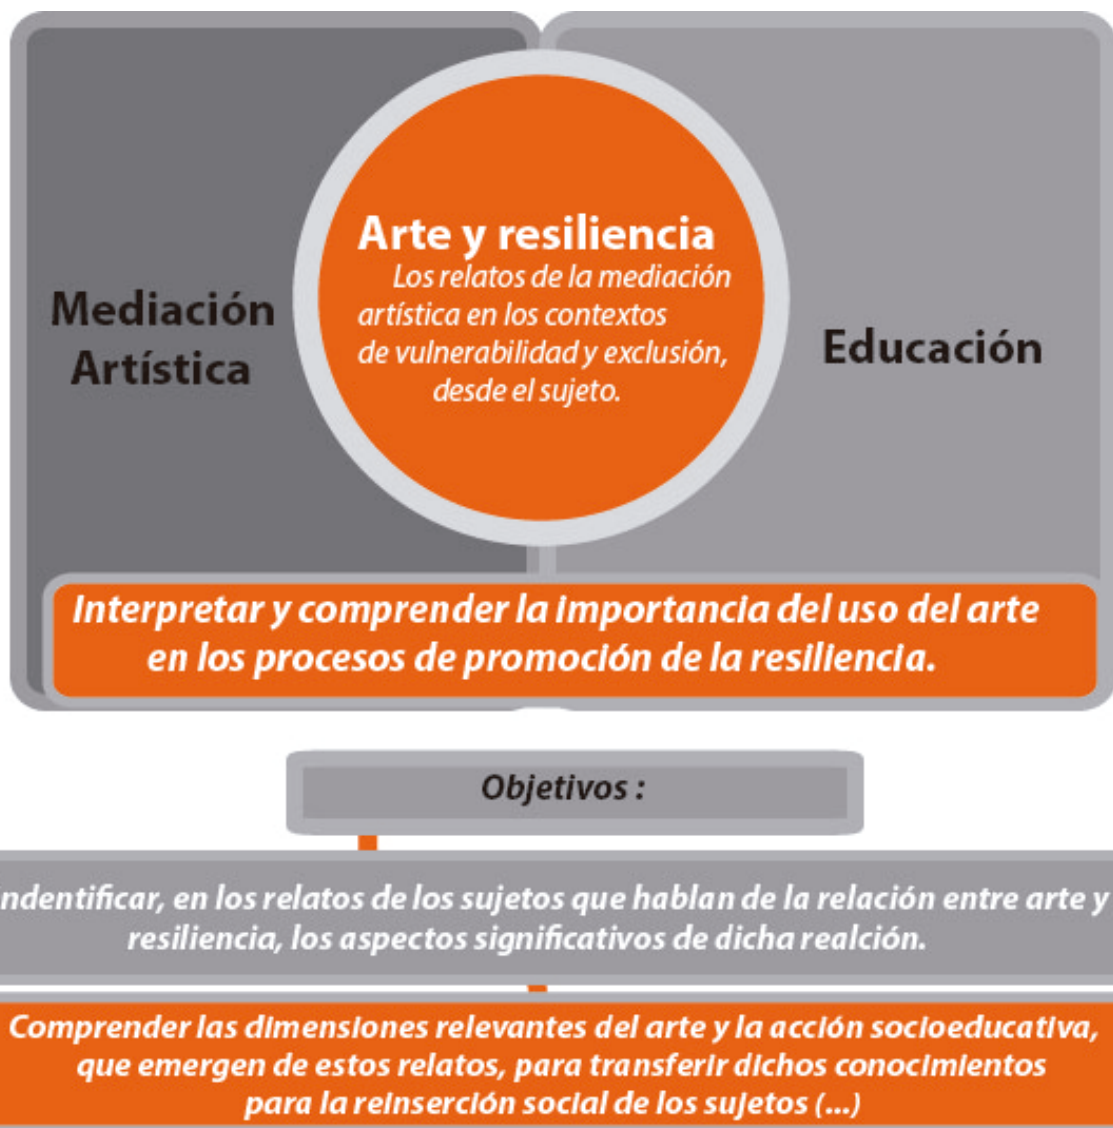 Arte y resiliencia
Los relatos de la mediación
artística en los contextos
de vulnerabilidad y exclusión,
desde el sujeto.
Mediación
Artística
Educación
Interpretar y comprender la importancia del uso del arte
en los procesos de promoción de la resiliencia.
Objetivos :
ndentificar, en los relatos de los sujetos que hablan de la relación entre arte y
resiliencia, los aspectos significativos de dicha realción.
Comprender las dimensiones relevantes del arte y la acción socioeducativa,
que emergen de estos relatos, para transferir dichos conocimientos
para la reinserción social de los sujetos (...)